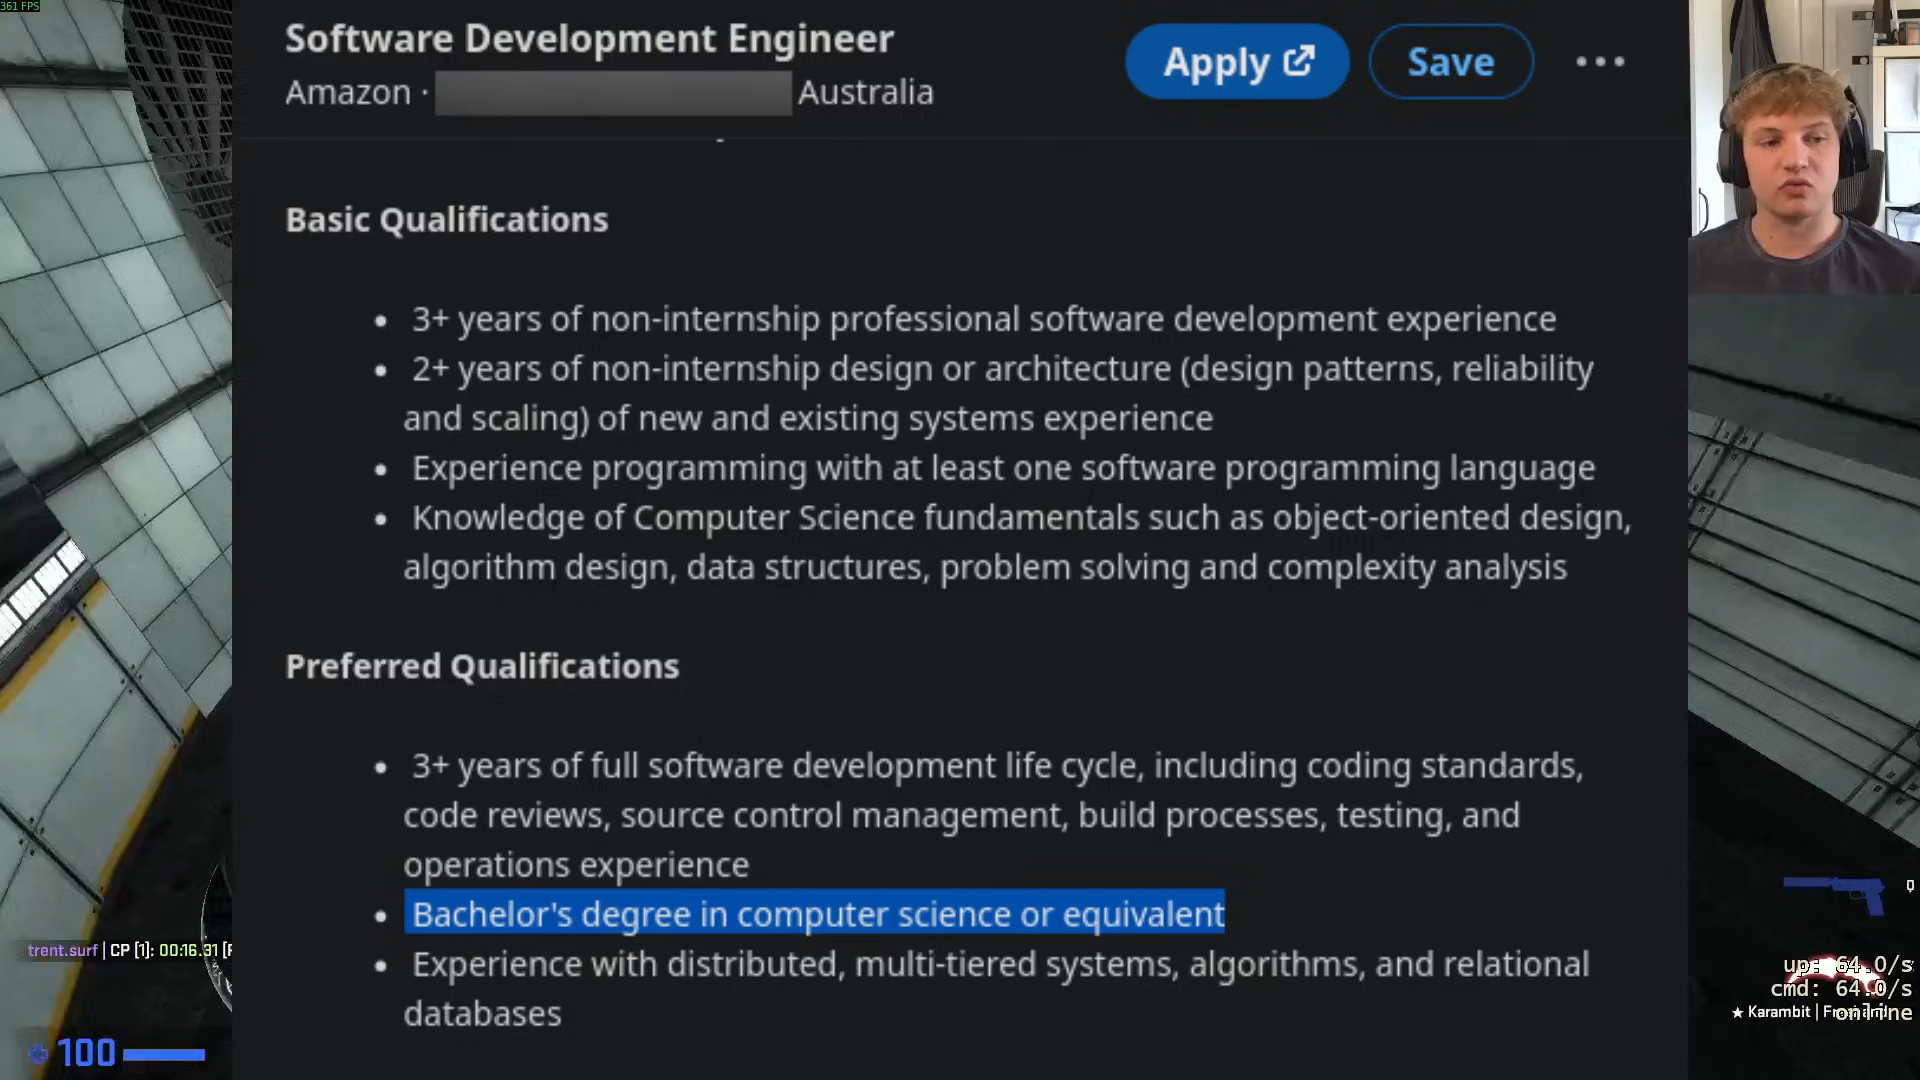 361 FPS
Software Development Engineer
Apply
Save
Amazon ·
Australia
Basic Qualifications
• 3+ years of non-internship professional software development experience
• 2+ years of non-internship design or architecture (design patterns, reliability
and scaling) of new and existing systems experience
• Experience programming with at least one software programming language
• Knowledge of Computer Science fundamentals such as object-oriented design,
algorithm design, data structures, problem solving and complexity analysis
Preferred Qualifications
• 3+ years of full software development life cycle, including coding standards,
code reviews, source control management, build processes, testing, and
operations experience
• Bachelor's degree in computer science or equivalent
• Experience with distributed, multi-tiered systems, algorithms, and relational
databases
trent.surf | CP [1]: 00:16.31
up: 64.0/s
cmd: 64.0/s
★ Karambit |
online
100